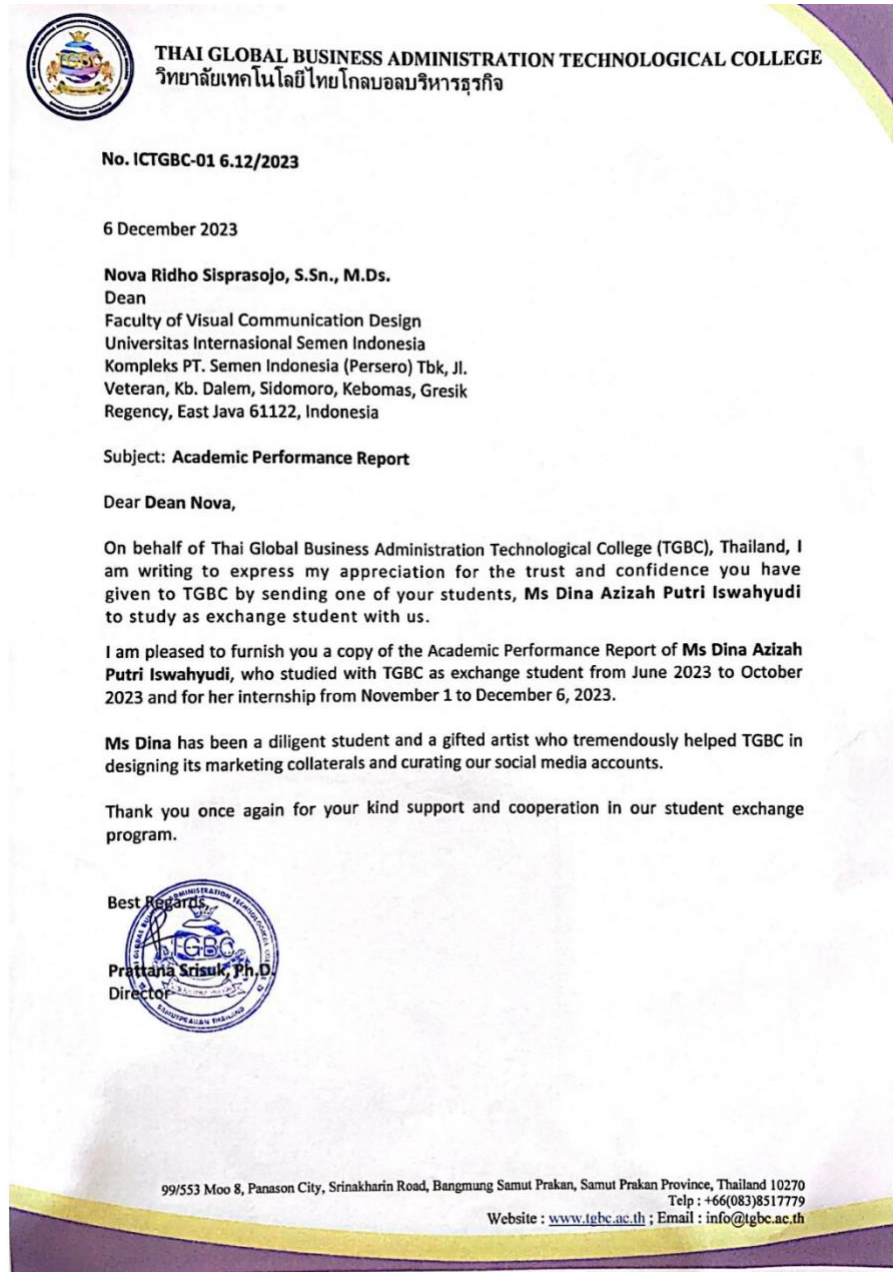 TGBC
THAI GLOBAL BUSINESS ADMINISTRATION TECHNOLOGICAL COLLEGE
วิทยาลัยเทคโนโลยีไทยโกลบอลบริหารธุรกิจ
No. ICTGBC-01 6.12/2023
6 December 2023
Nova Ridho Sisprasojo, S.Sn., M.Ds.
Dean
Faculty of Visual Communication Design
Universitas Internasional Semen Indonesia
Kompleks PT. Semen Indonesia (Persero) Tbk, Jl.
Veteran, Kb. Dalem, Sidomoro, Kebomas, Gresik
Regency, East Java 61122, Indonesia
Subject: Academic Performance Report
Dear Dean Nova,
On behalf of Thai Global Business Administration Technological College (TGBC), Thailand, I
am writing to express my appreciation for the trust and confidence you have
given to TGBC by sending one of your students, Ms Dina Azizah Putri Iswahyudi
to study as exchange student with us.
I am pleased to furnish you a copy of the Academic Performance Report of Ms Dina Azizah
Putri Iswahyudi, who studied with TGBC as exchange student from June 2023 to October
2023 and for her internship from November 1 to December 6, 2023.
Ms Dina has been a diligent student and a gifted artist who tremendously helped TGBC in
designing its marketing collaterals and curating our social media accounts.
Thank you once again for your kind support and cooperation in our student exchange
program.
Best Regards,
TGBC
Prattana Srisuk, Ph.D.
Director
SAMUTPRAKAN THAILAND
99/553 Moo 8, Panason City, Srinakharin Road, Bangmung Samut Prakan, Samut Prakan Province, Thailand 10270
Telp : +66(083)8517779
Website : www.tgbc.ac.th ; Email : info@tgbc.ac.th